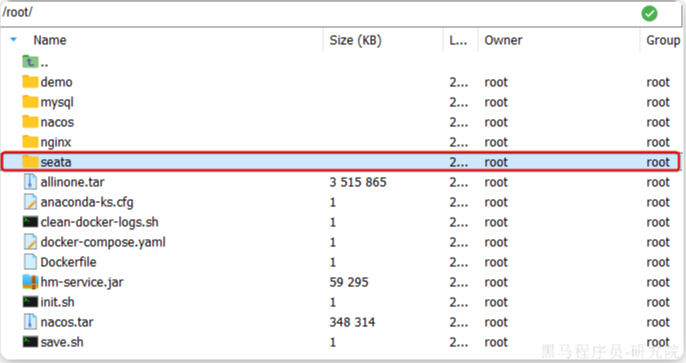 /root/
Name Size (KB) L... Owner Group
..
demo 2... root root
mysql 2... root root
nacos 2... root root
nginx 2... root root
seata 2... root root
allinone.tar 3 515 865 2... root root
anaconda-ks.cfg 1 2... root root
clean-docker-logs.sh 1 2... root root
docker-compose.yaml 1 2... root root
Dockerfile 1 2... root root
hm-service.jar 59 295 2... root root
init.sh 1 2... root root
nacos.tar 348 314 2... root root
save.sh 1 2... root root
黑马程序员-研究院